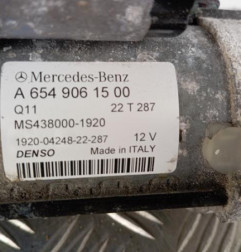 Mercedes-Benz
A 654 906 15 00
Q11 22 T 287
MS438000-1920
1920-04248-22-287 12 V
DENSO Made in ITALY